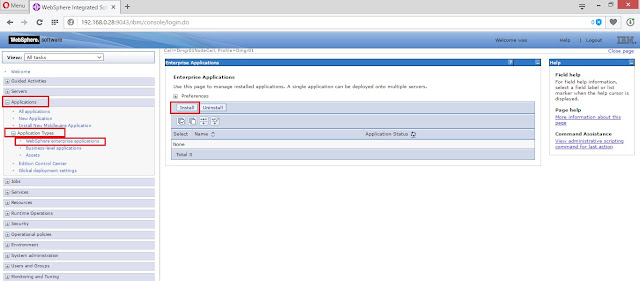 Menu
WebSphere Integrated Sol
192.168.0.28:9043/ibm/console/login.do
WebSphere. software
Welcome was
Help
Logout
IBM.
Close page
View: All tasks
Welcome
Guided Activities
Servers
Applications
All applications
New Application
Install New Middleware Application
Application Types
WebSphere enterprise applications
Business-level applications
Assets
Edition Control Center
Global deployment settings
Jobs
Services
Resources
Runtime Operations
Security
Operational policies
Environment
System administration
Users and Groups
Monitoring and Tuning
Enterprise Applications
Enterprise Applications
Use this page to manage installed applications. A single application can be deployed onto multiple servers.
Preferences
Install
Uninstall
Select Name Application Status
None
Total 0
Help
Field help
For field help information,
select a field label or list
marker when the help cursor is
displayed.
Page help
More information about this
page
Command Assistance
View administrative scripting
command for last action